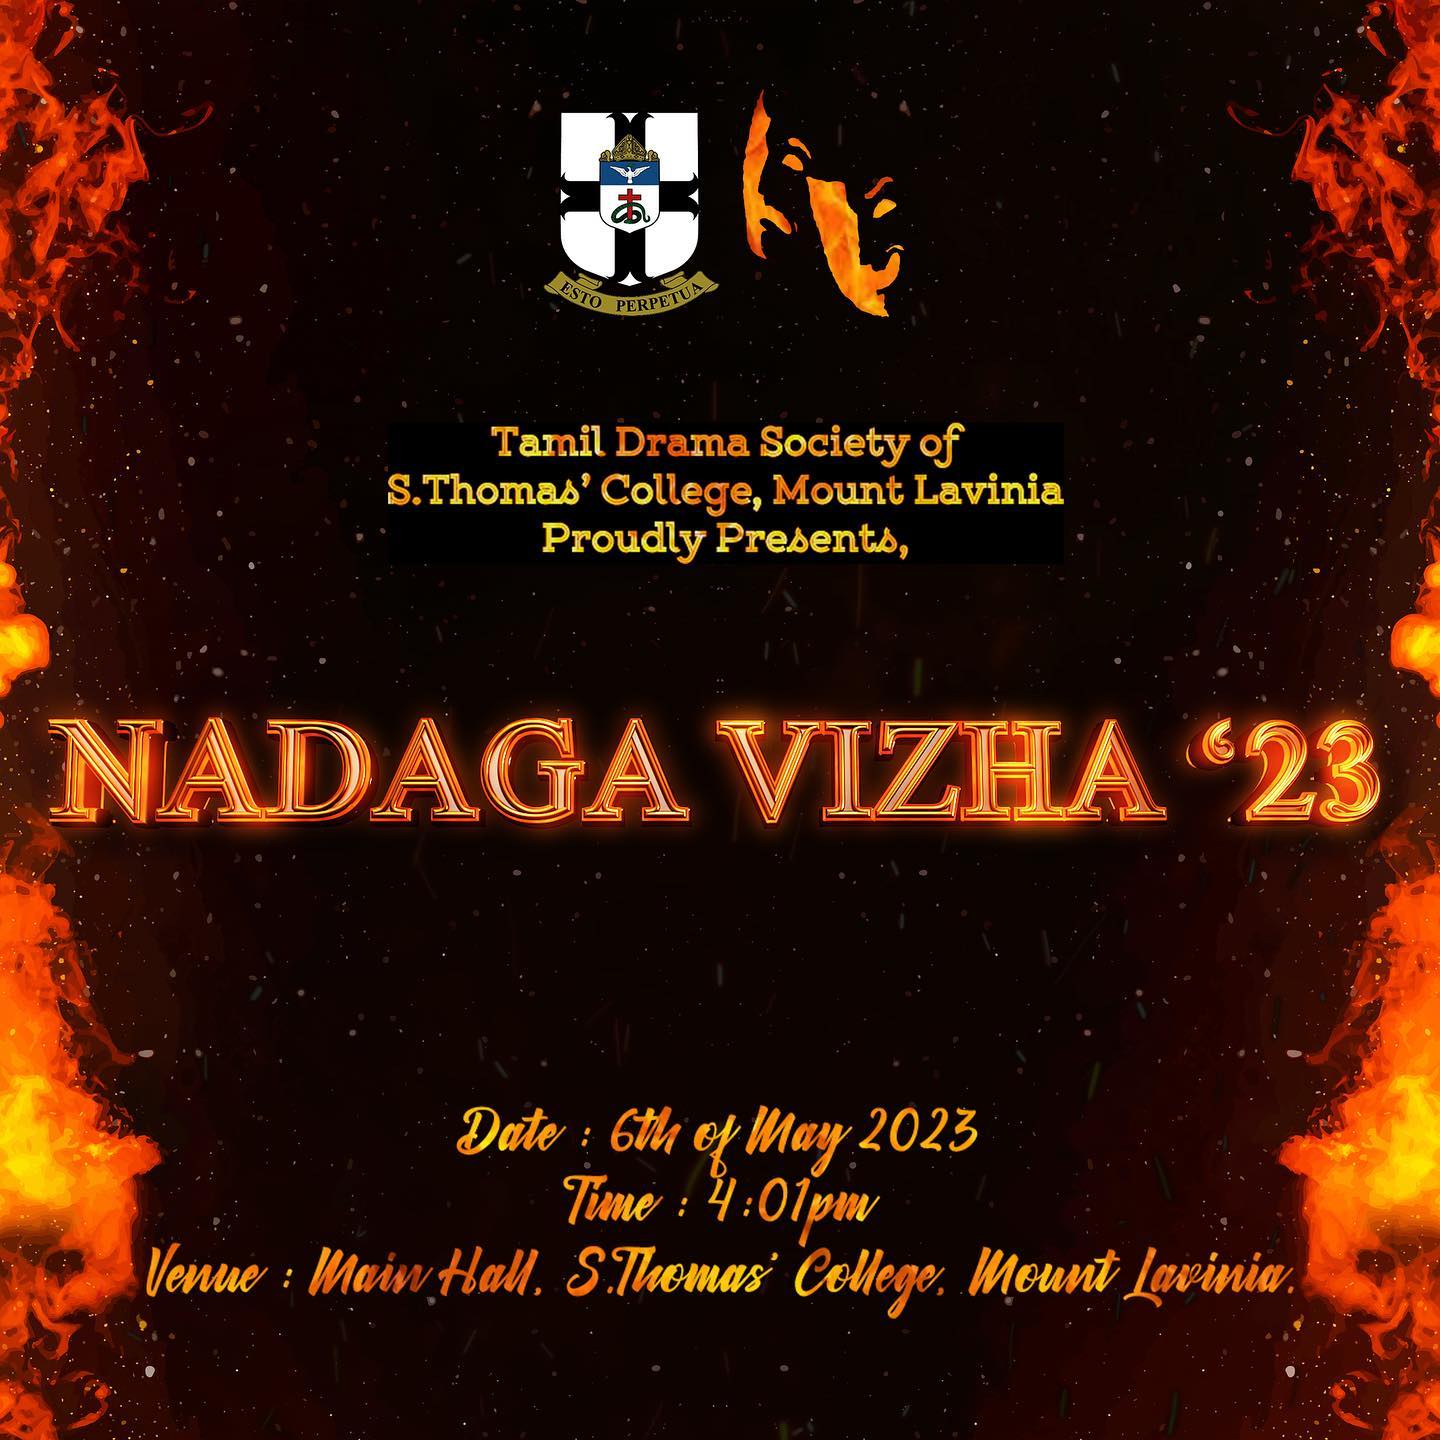 ESTO PERPETUA
Tamil Drama Society of
S.Thomas’ College, Mount Lavinia
Proudly Presents,
NADAGA VIZHA ‘23
Date : 6th of May 2023
Time : 4:01pm
Venue : Main Hall, S.Thomas’ College, Mount Lavinia.